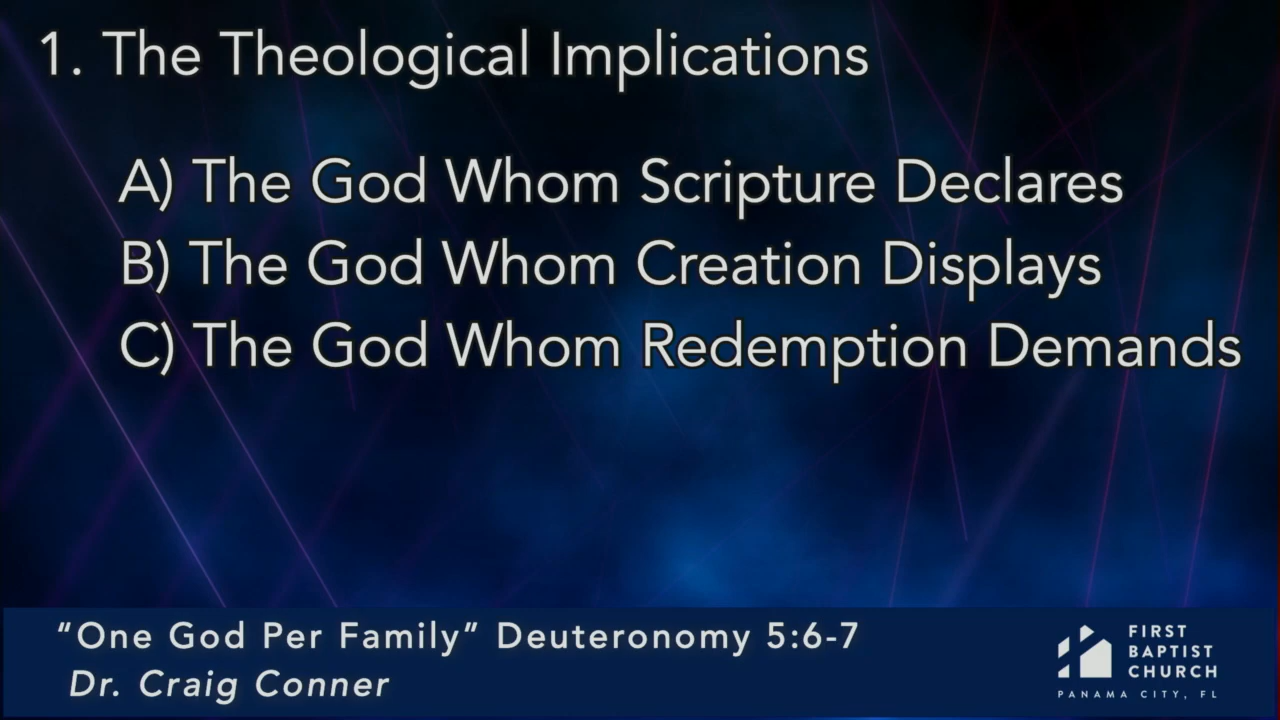 1. The Theological Implications
A) The God Whom Scripture Declares
B) The God Whom Creation Displays
C) The God Whom Redemption Demands
“One God Per Family” Deuteronomy 5:6-7
Dr. Craig Conner
FIRST
BAPTIST
CHURCH
PANAMA CITY, FL